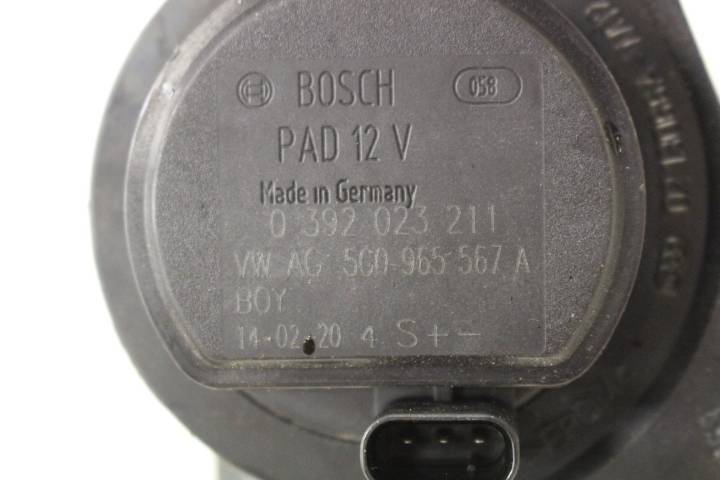 BOSCH 058
PAD 12 V
Made in Germany
0 392 023 211
VW AG 5G0-965-567 A
BOY
14-02-20 4 S+-